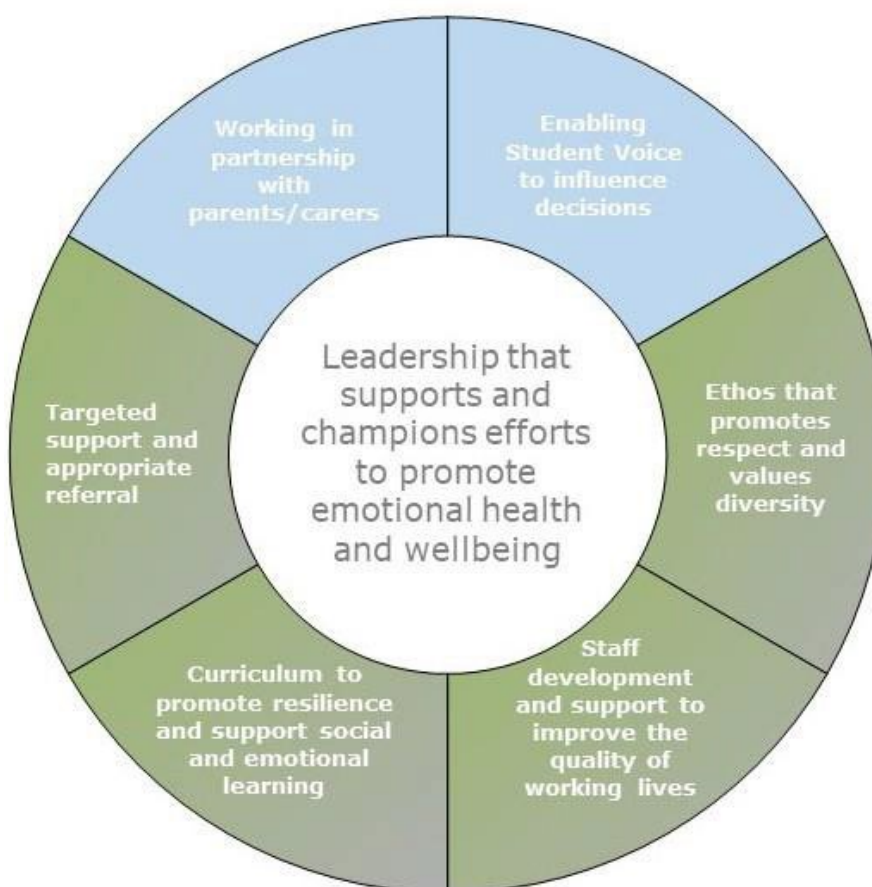 Working in
partnership
with
parents/carers
Enabling
Student Voice
to influence
decisions
Targeted
support and
appropriate
referral
Leadership that
supports and
champions efforts
to promote
emotional health
and wellbeing
Ethos that
promotes
respect and
values
diversity
Curriculum to
promote resilience
and support social
and emotional
learning
Staff
development
and support to
improve the
quality of
working lives